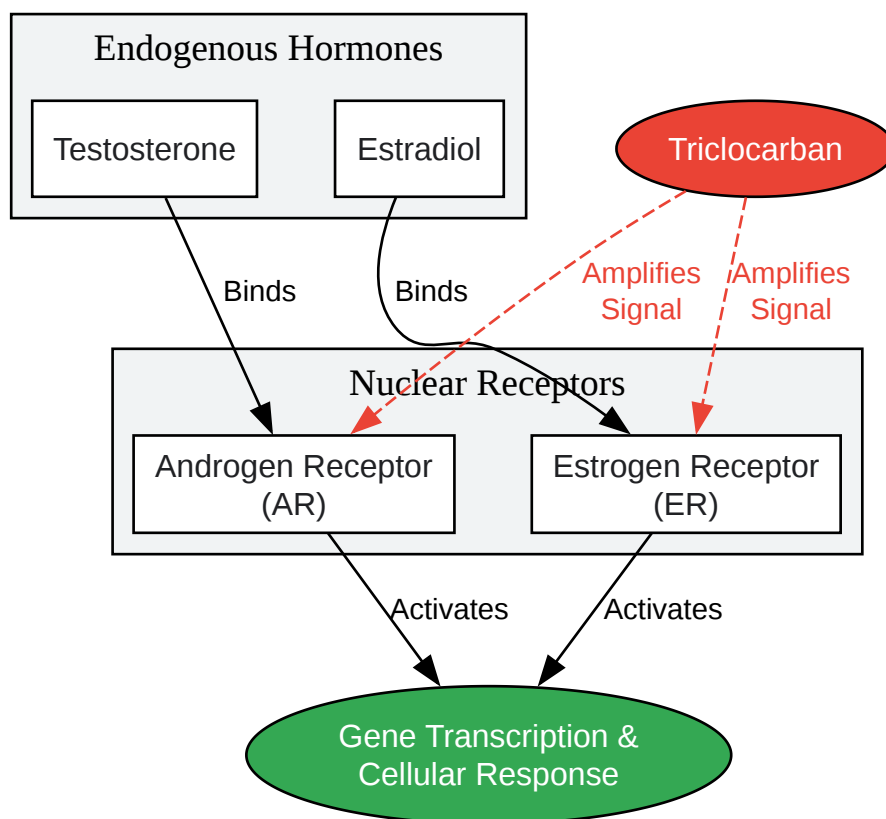 Endogenous Hormones
Testosterone
Estradiol
Triclocarban
Binds
Binds
Amplifies
Signal
Amplifies
Signal
Nuclear Receptors
Androgen Receptor
(AR)
Estrogen Receptor
(ER)
Activates
Activates
Gene Transcription &
Cellular Response